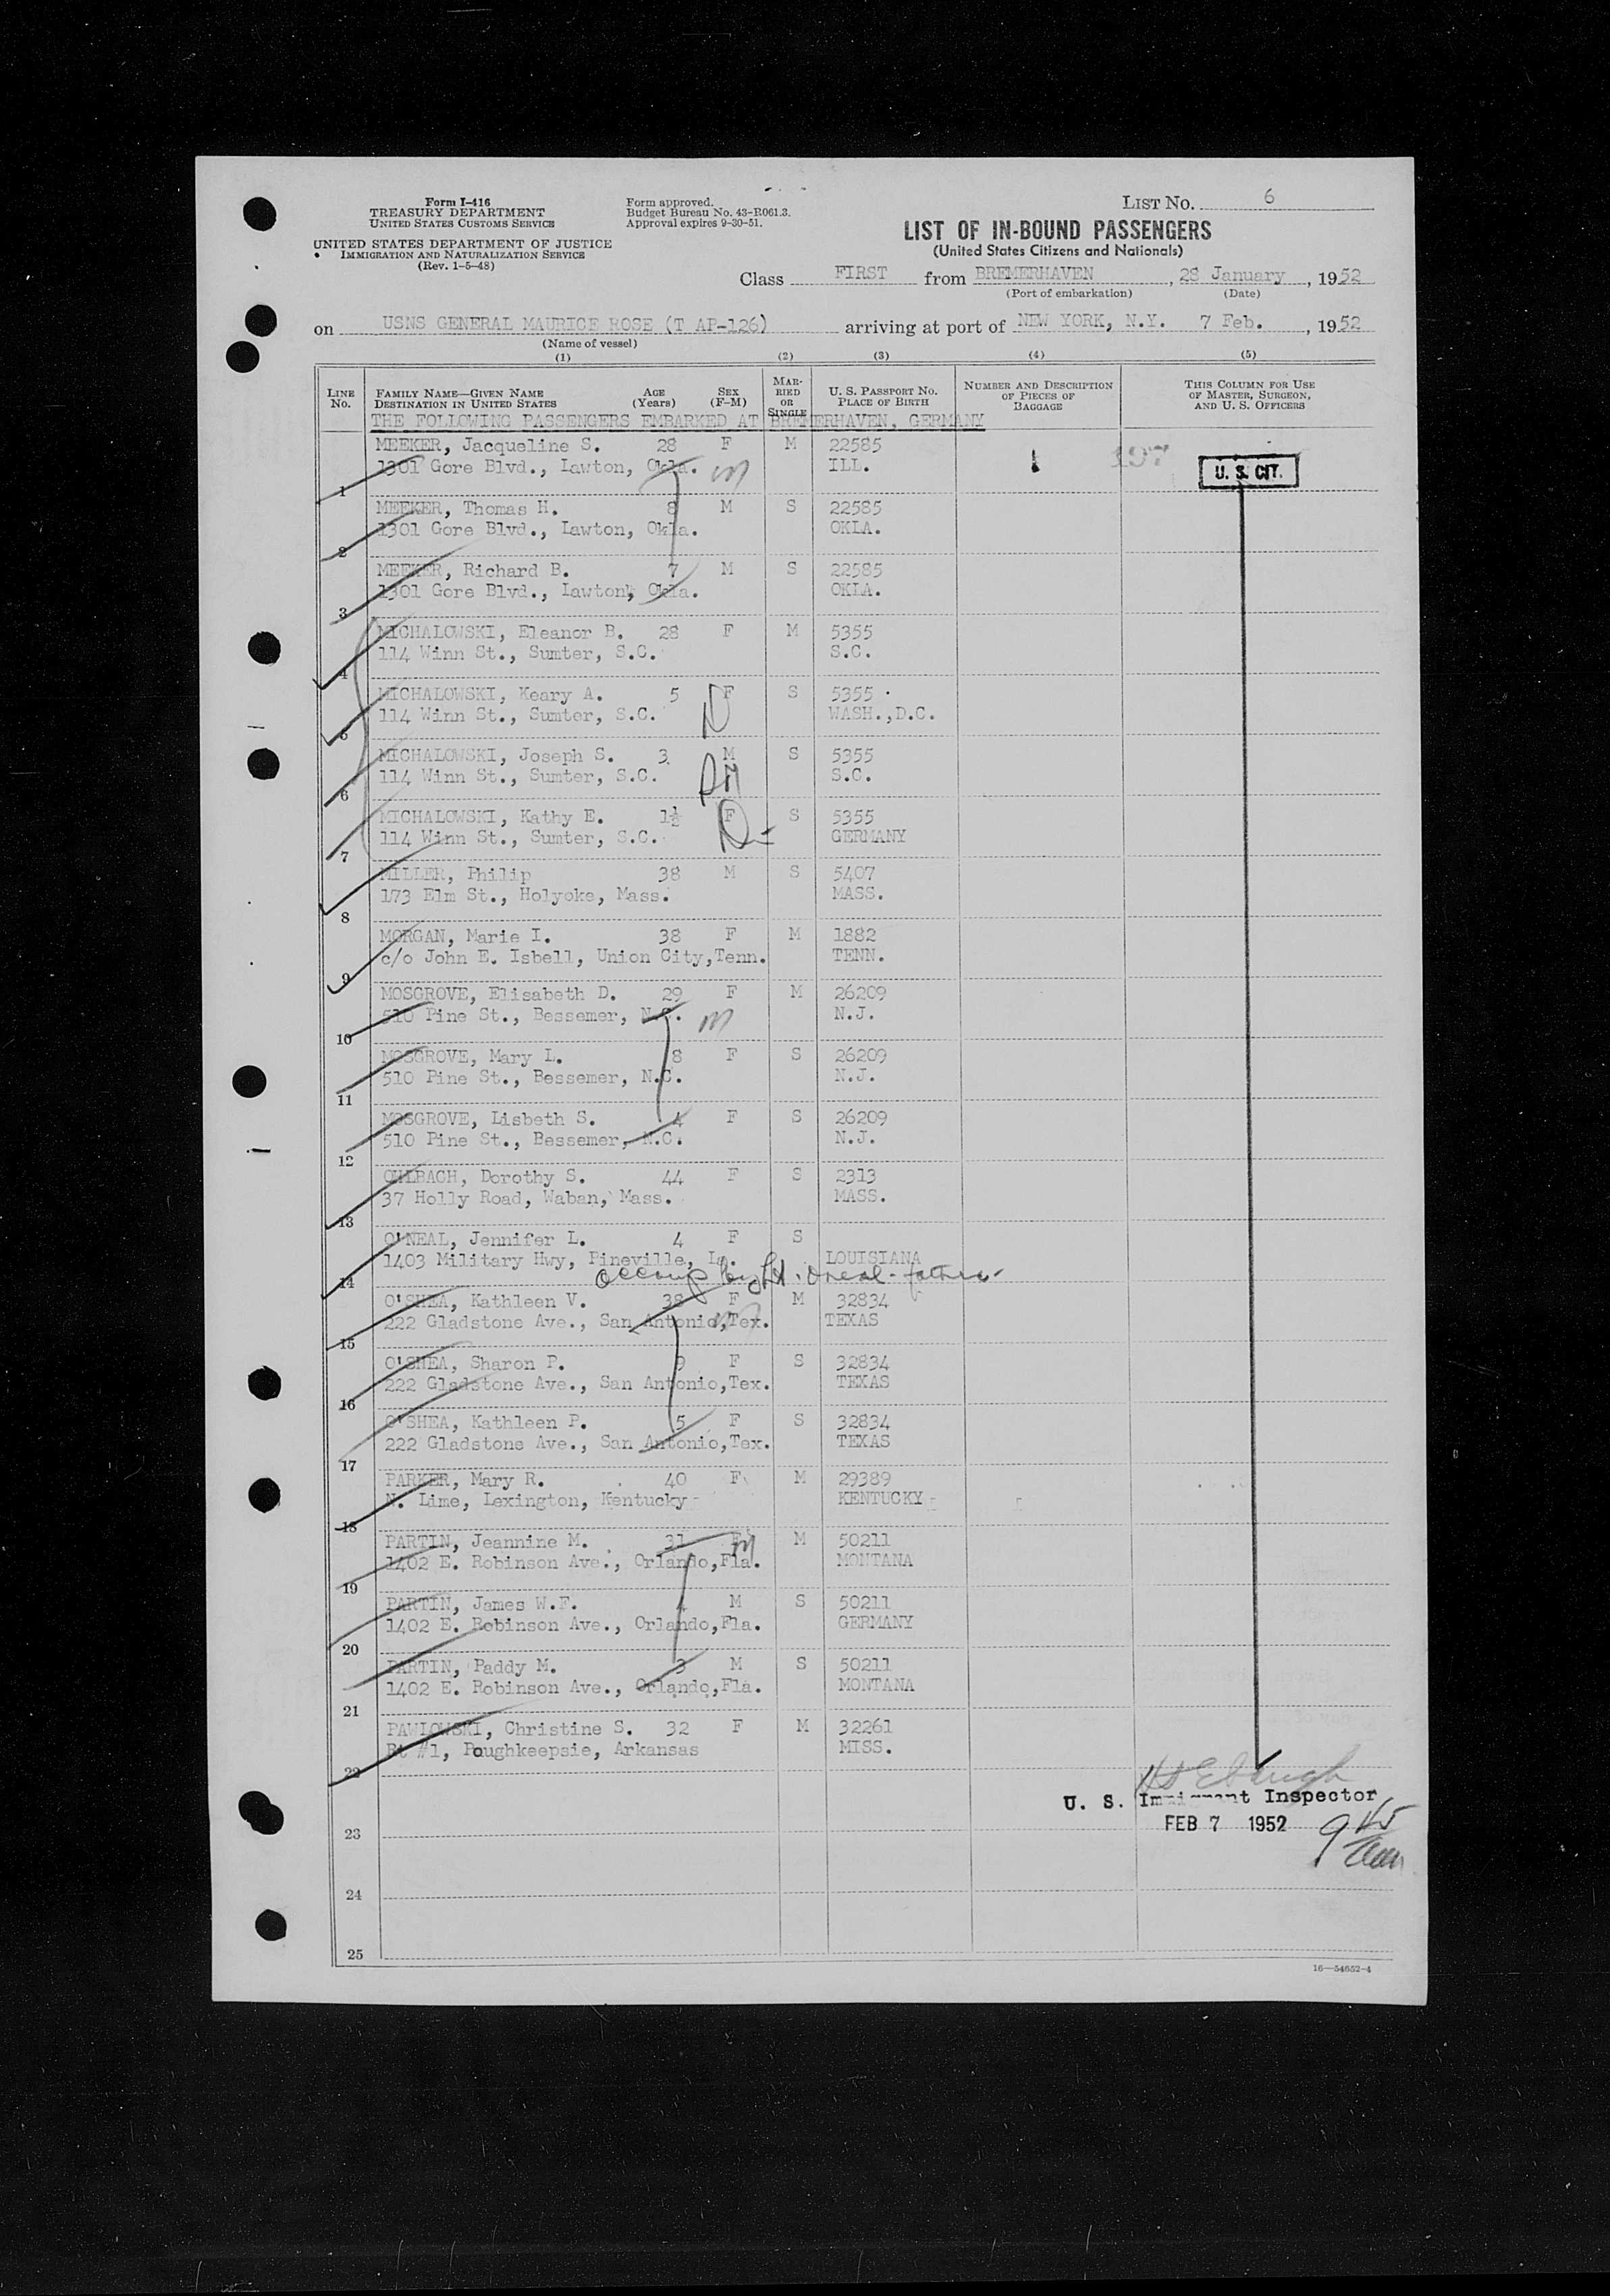 Form I-416
TREASURY DEPARTMENT
UNITED STATES CUSTOMS SERVICE
UNITED STATES DEPARTMENT OF JUSTICE
IMMIGRATION AND NATURALIZATION SERVICE
(Rev. 1-5-48)
Form approved.
Budget Bureau No. 43-R061.3.
Approval expires 9-30-51.
LIST NO. 6
LIST OF IN-BOUND PASSENGERS
(United States Citizens and Nationals)
Class FIRST from BREMERHAVEN, 28 January, 1952
(Port of embarkation) (Date)
on USNS GENERAL MAURICE ROSE (T AP-126) arriving at port of NEW YORK, N.Y. 7 Feb., 1952
(Name of vessel)
(1) (2) (3) (4) (5)
LINE NO. FAMILY NAME—GIVEN NAME DESTINATION IN UNITED STATES AGE (Years) SEX (F-M) MARRIED OR SINGLE U. S. PASSPORT NO. PLACE OF BIRTH NUMBER AND DESCRIPTION OF PIECES OF BAGGAGE THIS COLUMN FOR USE OF MASTER, SURGEON, AND U. S. OFFICERS
THE FOLLOWING PASSENGERS EMBARKED AT BREMERHAVEN, GERMANY
MEEKER, Jacqueline S. 28 F M 22585
1301 Gore Blvd., Lawton, Okla. m ILL. 197 U. S. CIT.
1
MEEKER, Thomas H. 8 M S 22585
1301 Gore Blvd., Lawton, Okla. OKLA.
2
MEEKER, Richard B. 7 M S 22585
1301 Gore Blvd., Lawton, Okla. OKLA.
3
MICHALOWSKI, Eleanor B. 28 F M 5355
114 Winn St., Sumter, S.C. S.C.
4
MICHALOWSKI, Keary A. 5 F S 5355
114 Winn St., Sumter, S.C. WASH.,D.C.
5
MICHALOWSKI, Joseph S. 3 M S 5355
114 Winn St., Sumter, S.C. S.C.
6
MICHALOWSKI, Kathy E. 1½ F S 5355
114 Winn St., Sumter, S.C. GERMANY
7
MILLER, Philip 38 M S 5407
173 Elm St., Holyoke, Mass. MASS.
8
MORGAN, Marie I. 38 F M 1882
c/o John E. Isbell, Union City,Tenn. TENN.
9
MOSGROVE, Elisabeth D. 29 F M 26209
510 Pine St., Bessemer, N.C. m N.J.
10
MOSGROVE, Mary L. 8 F S 26209
510 Pine St., Bessemer, N.C. N.J.
11
MOSGROVE, Lisbeth S. 4 F S 26209
510 Pine St., Bessemer, N.C. N.J.
12
OHLBACH, Dorothy S. 44 F S 2313
37 Holly Road, Waban, Mass. MASS.
13
O'NEAL, Jennifer L. 4 F S
1403 Military Hwy, Pineville, La. LOUISIANA
14 accomp by Lt. Oneal - father -
O'SHEA, Kathleen V. 38 F M 32834
222 Gladstone Ave., San Antonio,Tex. TEXAS
15
O'SHEA, Sharon P. 9 F S 32834
222 Gladstone Ave., San Antonio,Tex. TEXAS
16
O'SHEA, Kathleen P. 5 F S 32834
222 Gladstone Ave., San Antonio,Tex. TEXAS
17
PARKER, Mary R. 40 F M 29389
N. Lime, Lexington, Kentucky KENTUCKY
18
PARTIN, Jeannine M. 31 F M 50211
1402 E. Robinson Ave., Orlando,Fla. MONTANA
19
PARTIN, James W.F. 4 M S 50211
1402 E. Robinson Ave., Orlando,Fla. GERMANY
20
PARTIN, Paddy M. 3 M S 50211
1402 E. Robinson Ave., Orlando,Fla. MONTANA
21
PAWLOWSKI, Christine S. 32 F M 32261
Rt #1, Poughkeepsie, Arkansas MISS.
22
U. S. Immigrant Inspector
FEB 7 1952
23
24
25
16—54652-4